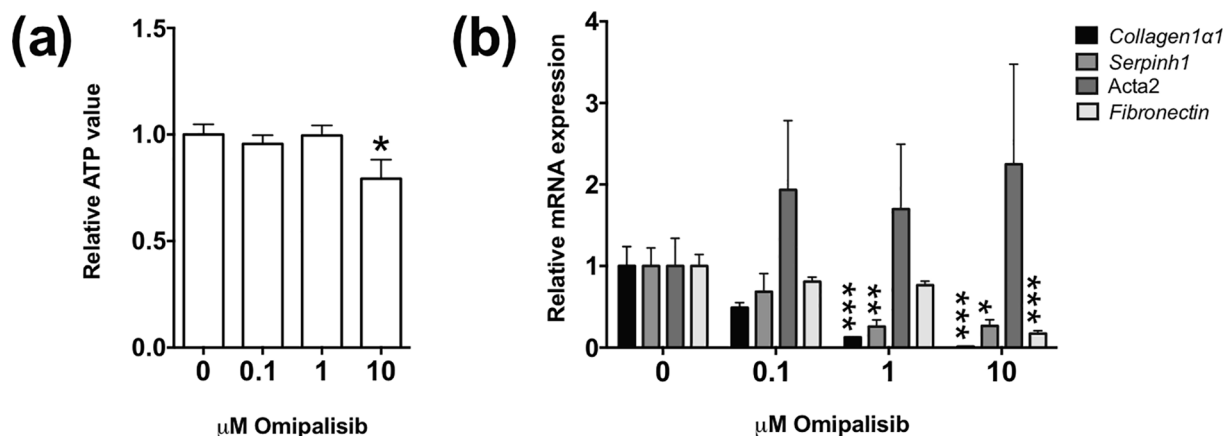 (a)
1.5
1.0
0.5
0.0
Relative ATP value
*
0
0.1
1
10
μM Omipalisib
(b)
4
3
2
1
0
Relative mRNA expression
***
**
***
*
***
0
0.1
1
10
μM Omipalisib
Collagen1α1
Serpinh1
Acta2
Fibronectin